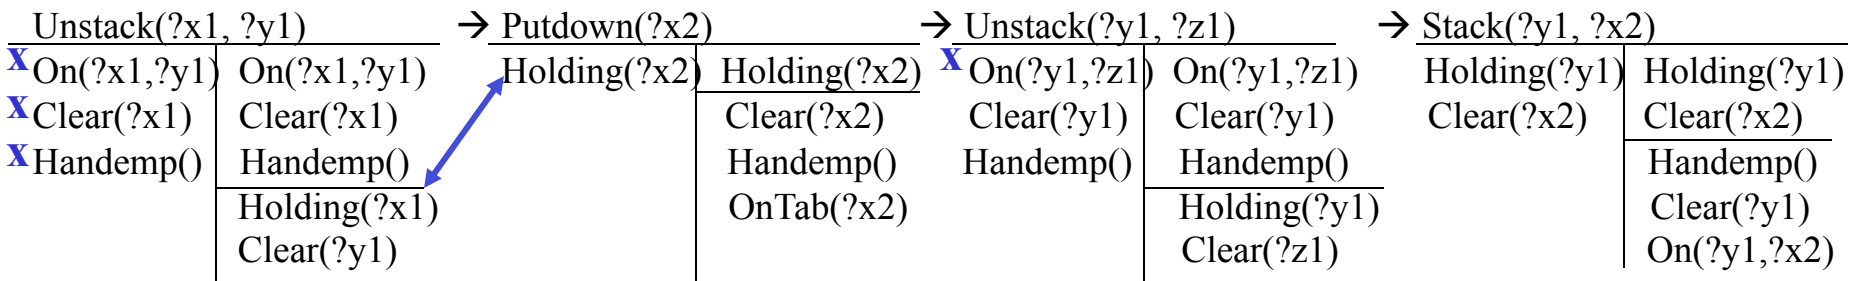 Unstack(?x1, ?y1) → Putdown(?x2) → Unstack(?y1, ?z1) → Stack(?y1, ?x2)
x On(?x1,?y1) On(?x1,?y1) Holding(?x2) Holding(?x2) x On(?y1,?z1) On(?y1,?z1) Holding(?y1) Holding(?y1)
x Clear(?x1) Clear(?x1) Clear(?x2) Clear(?y1) Clear(?y1) Clear(?x2) Clear(?x2)
x Handemp() Handemp() Handemp() Handemp() Handemp() Handemp()
Holding(?x1) OnTab(?x2) Holding(?y1) Clear(?y1)
Clear(?y1) Clear(?z1) On(?y1,?x2)